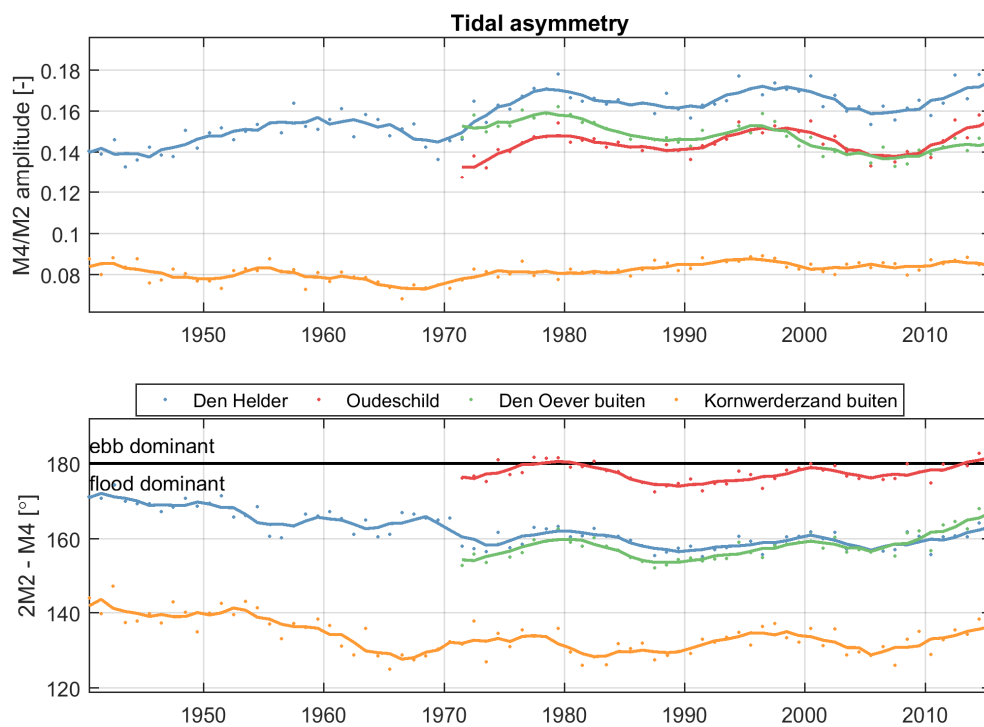 Tidal asymmetry
M4/M2 amplitude [-]
0.18
0.16
0.14
0.12
0.1
0.08
1950 1960 1970 1980 1990 2000 2010
Den Helder Oudeschild Den Oever buiten Kornwerderzand buiten
2M2 - M4 [°]
ebb dominant
180
flood dominant
160
140
120
1950 1960 1970 1980 1990 2000 2010